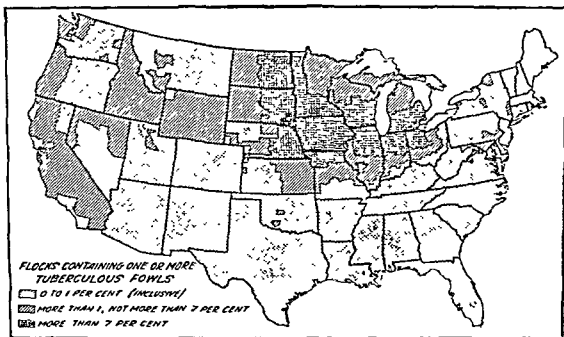 FLOCKS CONTAINING ONE OR MORE
TUBERCULOUS FOWLS
0 TO 1 PER CENT (INCLUSIVE)
MORE THAN 1, NOT MORE THAN 7 PER CENT
MORE THAN 7 PER CENT